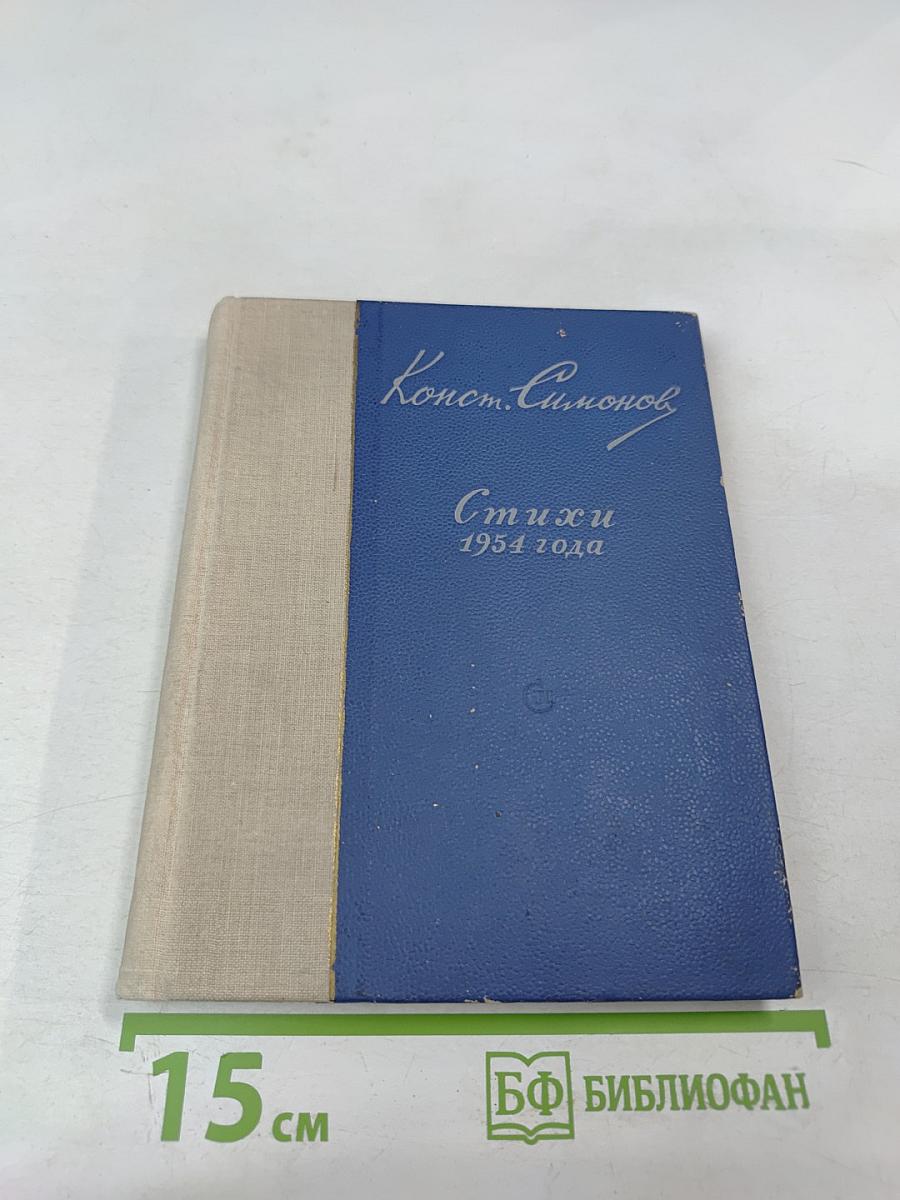 Конст. Симонов
Стихи
1954 года
15 см
БФ БИБЛИОФАН